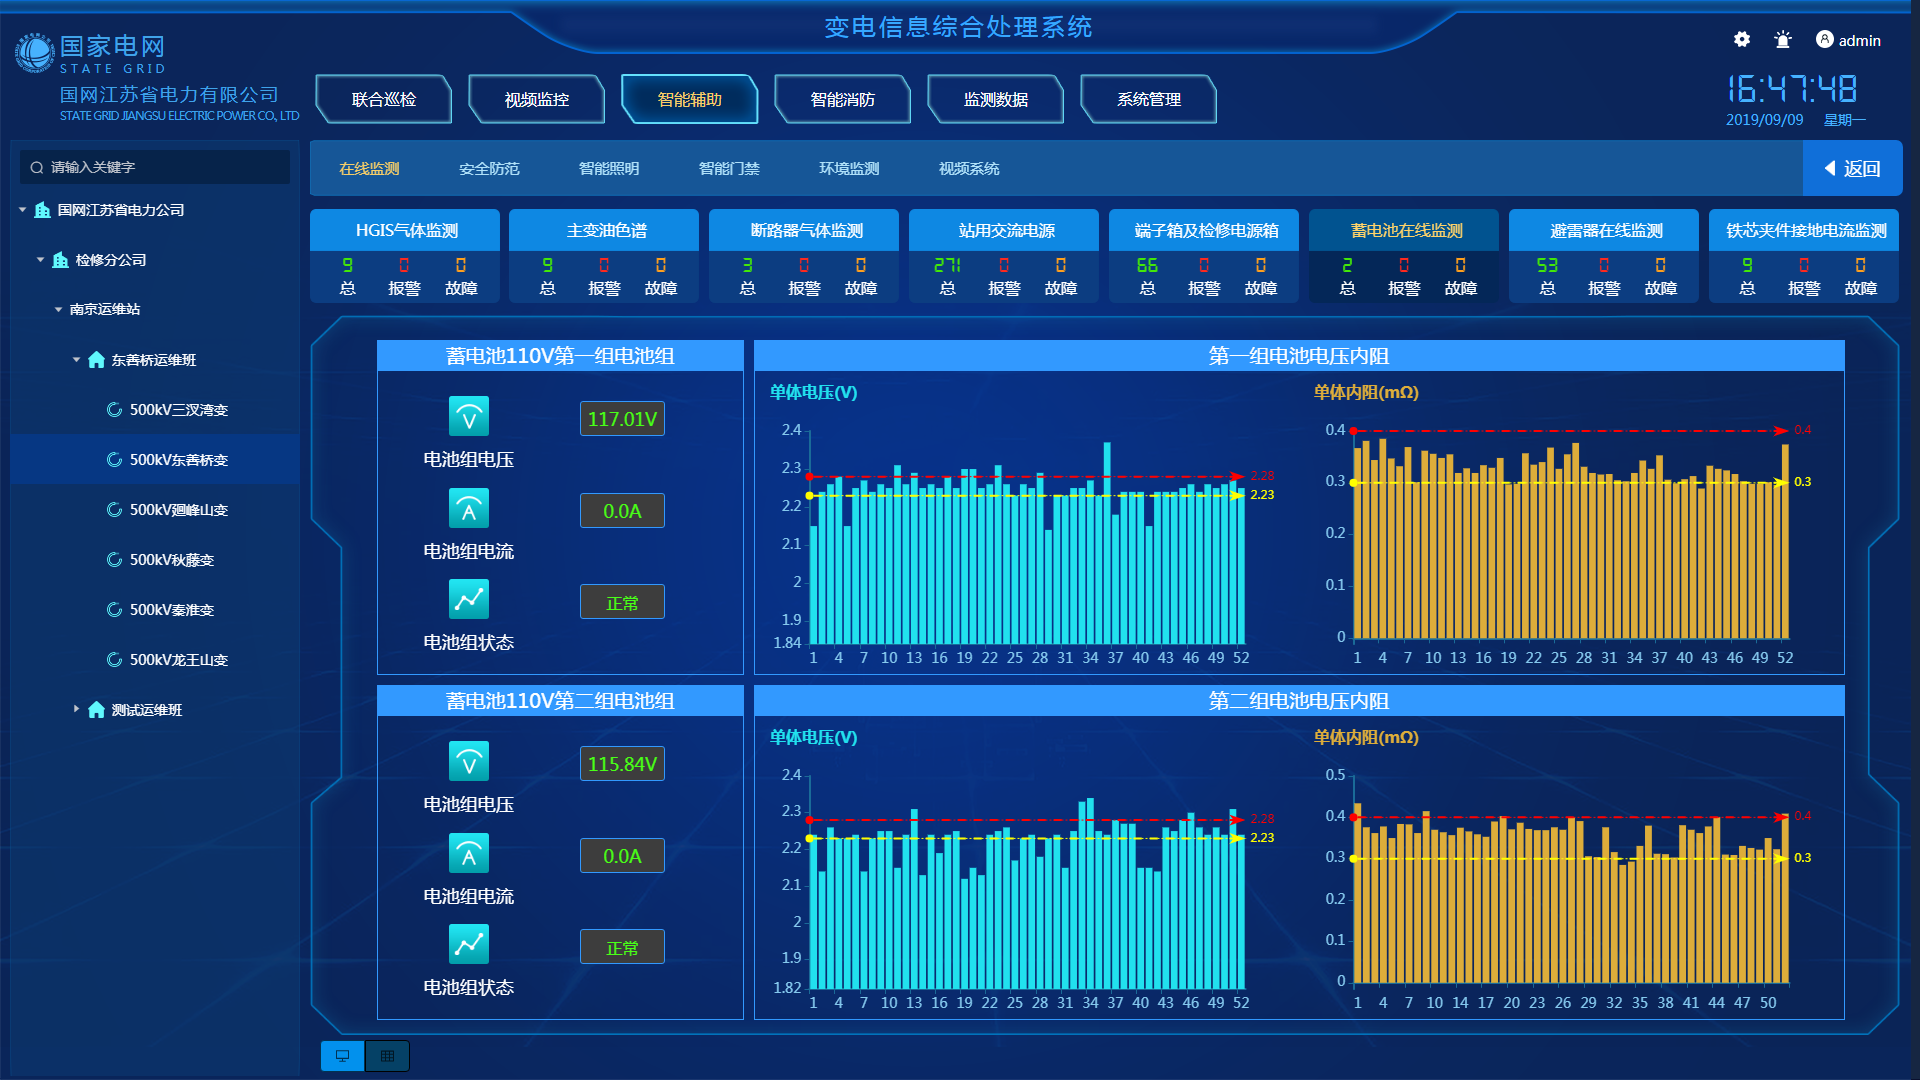 变电信息综合处理系统
国家电网
STATE GRID
国网江苏省电力有限公司
STATE GRID JIANGSU ELECTRIC POWER CO., LTD
联合巡检
视频监控
智能辅助
智能消防
监测数据
系统管理
admin
16:47:48
2019/09/09 星期一
请输入关键字
国网江苏省电力公司
检修分公司
南京运维站
东善桥运维班
500kV三汊湾变
500kV东善桥变
500kV廻峰山变
500kV秋藤变
500kV秦淮变
500kV龙王山变
测试运维班
在线监测 安全防范 智能照明 智能门禁 环境监测 视频系统
返回
HGIS气体监测
9 0 0
总 报警 故障
主变油色谱
9 0 0
总 报警 故障
断路器气体监测
3 0 0
总 报警 故障
站用交流电源
271 0 0
总 报警 故障
端子箱及检修电源箱
66 0 0
总 报警 故障
蓄电池在线监测
2 0 0
总 报警 故障
避雷器在线监测
53 0 0
总 报警 故障
铁芯夹件接地电流监测
9 0 0
总 报警 故障
蓄电池110V第一组电池组
V
电池组电压
117.01V
A
电池组电流
0.0A
电池组状态
正常
第一组电池电压内阻
单体电压(V)
2.4
2.3
2.2
2.1
2
1.9
1.84
2.28
2.23
1 4 7 10 13 16 19 22 25 28 31 34 37 40 43 46 49 52
单体内阻(mΩ)
0.4
0.3
0.2
0.1
0
0.4
0.3
1 4 7 10 13 16 19 22 25 28 31 34 37 40 43 46 49 52
蓄电池110V第二组电池组
V
电池组电压
115.84V
A
电池组电流
0.0A
电池组状态
正常
第二组电池电压内阻
单体电压(V)
2.4
2.3
2.2
2.1
2
1.9
1.82
2.28
2.23
1 4 7 10 13 16 19 22 25 28 31 34 37 40 43 46 49 52
单体内阻(mΩ)
0.5
0.4
0.3
0.2
0.1
0
0.4
0.3
1 4 7 10 14 17 20 23 26 29 32 35 38 41 44 47 50